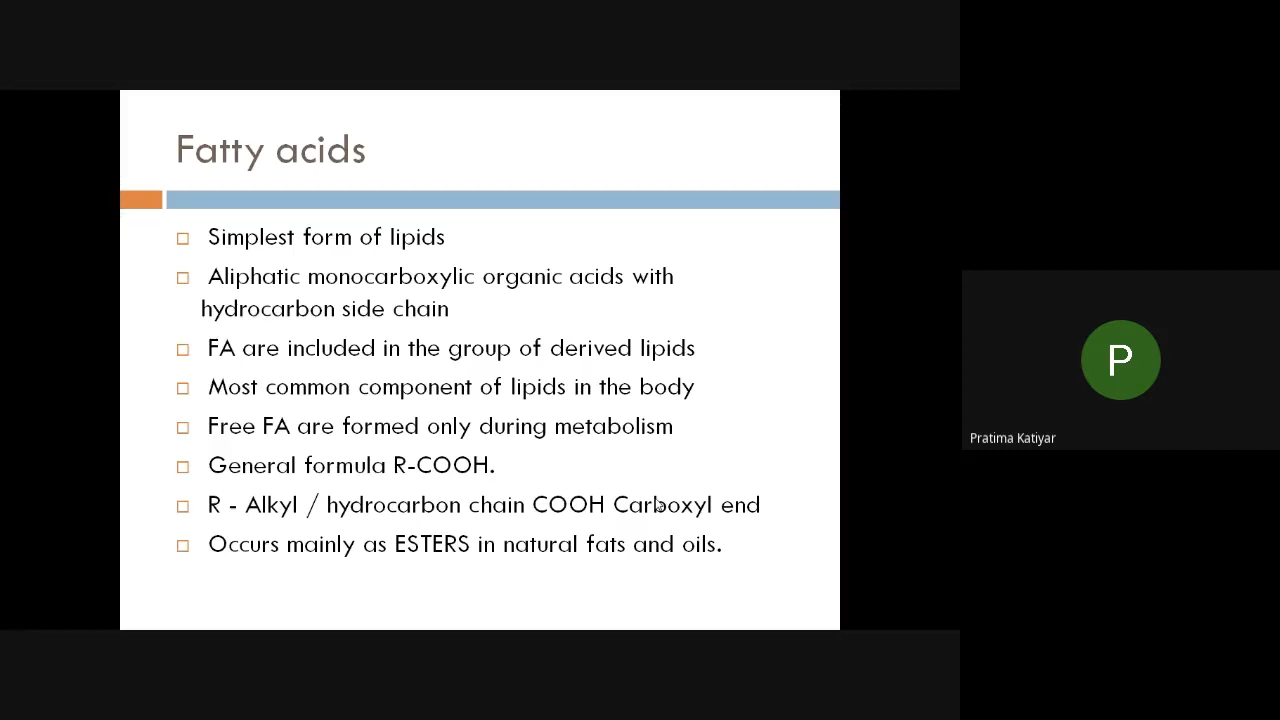 Fatty acids
Simplest form of lipids
Aliphatic monocarboxylic organic acids with
hydrocarbon side chain
FA are included in the group of derived lipids
Most common component of lipids in the body
Free FA are formed only during metabolism
General formula R-COOH.
R - Alkyl / hydrocarbon chain COOH Carboxyl end
Occurs mainly as ESTERS in natural fats and oils.
P
Pratima Katiyar